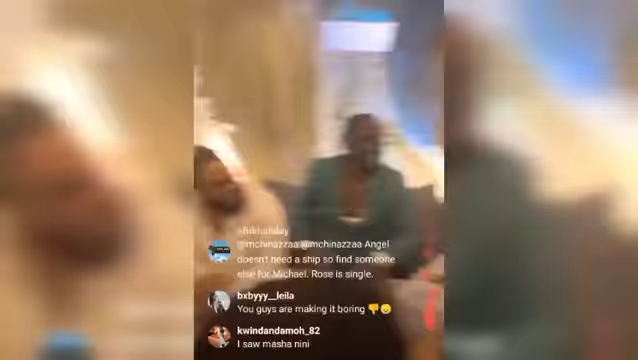 @mchinazzaa @mchinazzaa Angel
doesn't need a ship so find someone
else for Michael. Rose is single.
bxbyyy__leila
You guys are making it boring 👎😔
kwindandamoh_82
I saw masha nini